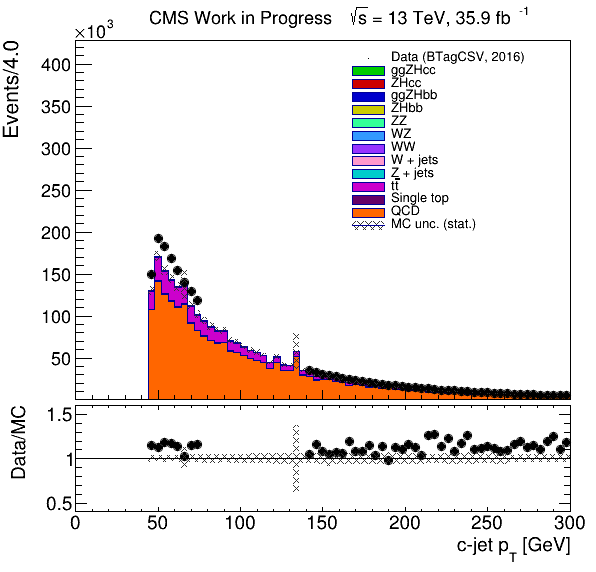 CMS Work in Progress √s = 13 TeV, 35.9 fb⁻¹
×10³
Events/4.0
400
350
300
250
200
150
100
50
Data (BTagCSV, 2016)
ggZHcc
ZHcc
ggZHbb
ZHbb
ZZ
WZ
WW
W + jets
Z + jets
tt̅
Single top
QCD
MC unc. (stat.)
Data/MC
1.5
1
0.5
0 50 100 150 200 250 300
c-jet p_T [GeV]